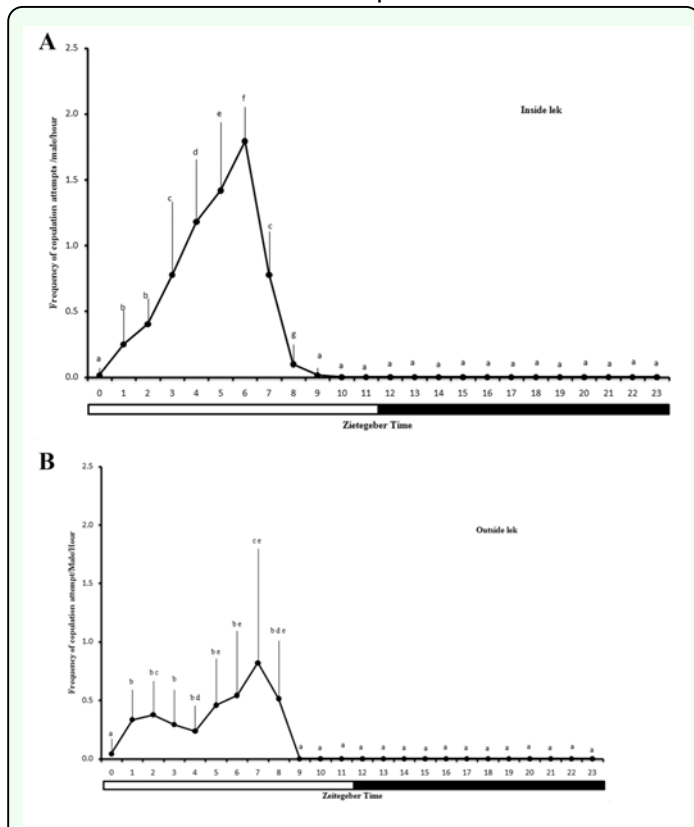 A
2.5
f
2.0
e
Inside lek
d
1.5
c
c
1.0
b
b
0.5
g
a
a a a a a a a a a a a a a a a
0.0
0 1 2 3 4 5 6 7 8 9 10 11 12 13 14 15 16 17 18 19 20 21 22 23
Frequency of copulation attempts /male/hour
Zietegeber Time
B
2.5
2.0
Outside lek
c e
1.5
b e
b d e
1.0
b e
b b c b
b d
0.5
a
a a a a a a a a a a a a a a a
0.0
0 1 2 3 4 5 6 7 8 9 10 11 12 13 14 15 16 17 18 19 20 21 22 23
Frequency of copulation attempt/Male/Hour
Zeitegeber Time